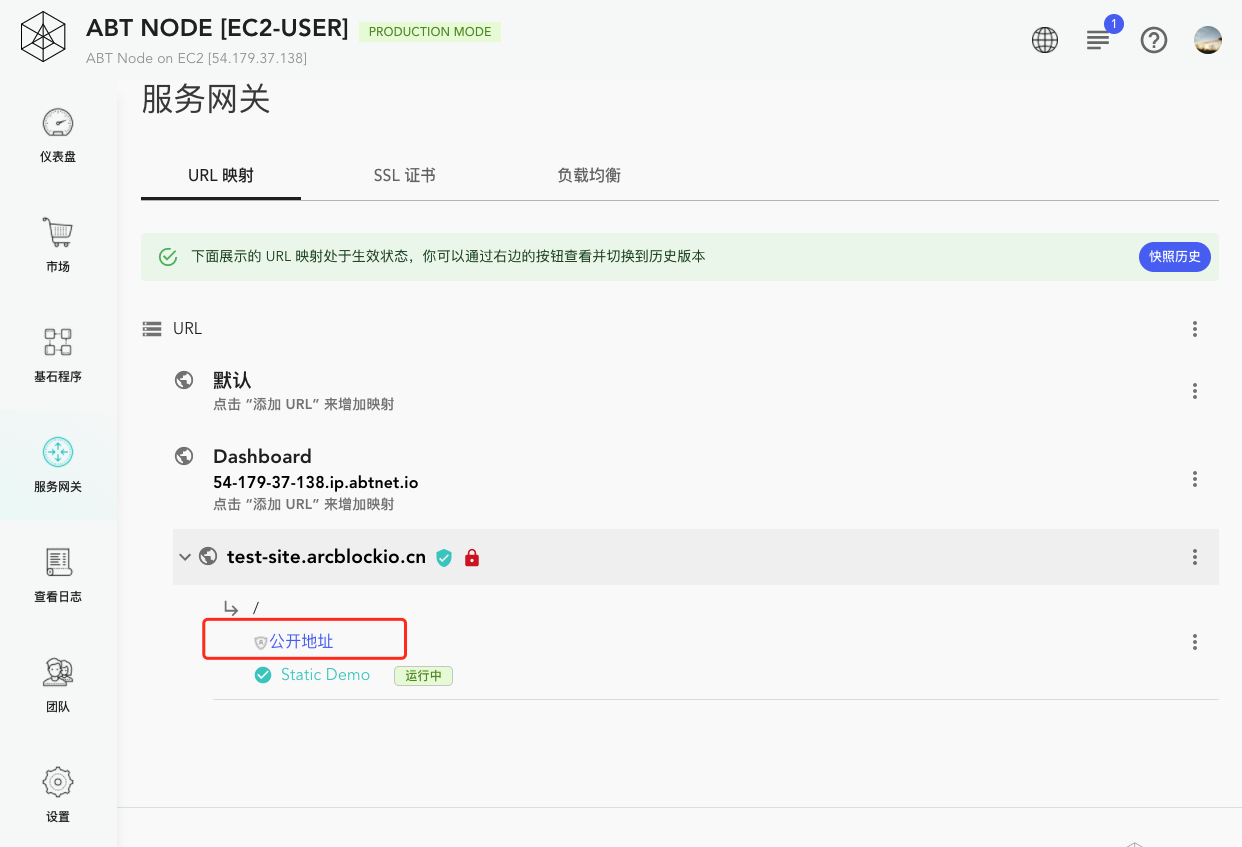 ABT NODE [EC2-USER] PRODUCTION MODE
ABT Node on EC2 [54.179.37.138]
1
仪表盘
市场
基石程序
服务网关
查看日志
团队
设置
服务网关
URL 映射 SSL 证书 负载均衡
下面展示的 URL 映射处于生效状态，你可以通过右边的按钮查看并切换到历史版本 快照历史
URL
默认
点击 “添加 URL” 来增加映射
Dashboard
54-179-37-138.ip.abtnet.io
点击 “添加 URL” 来增加映射
test-site.arcblockio.cn
/
公开地址
Static Demo 运行中